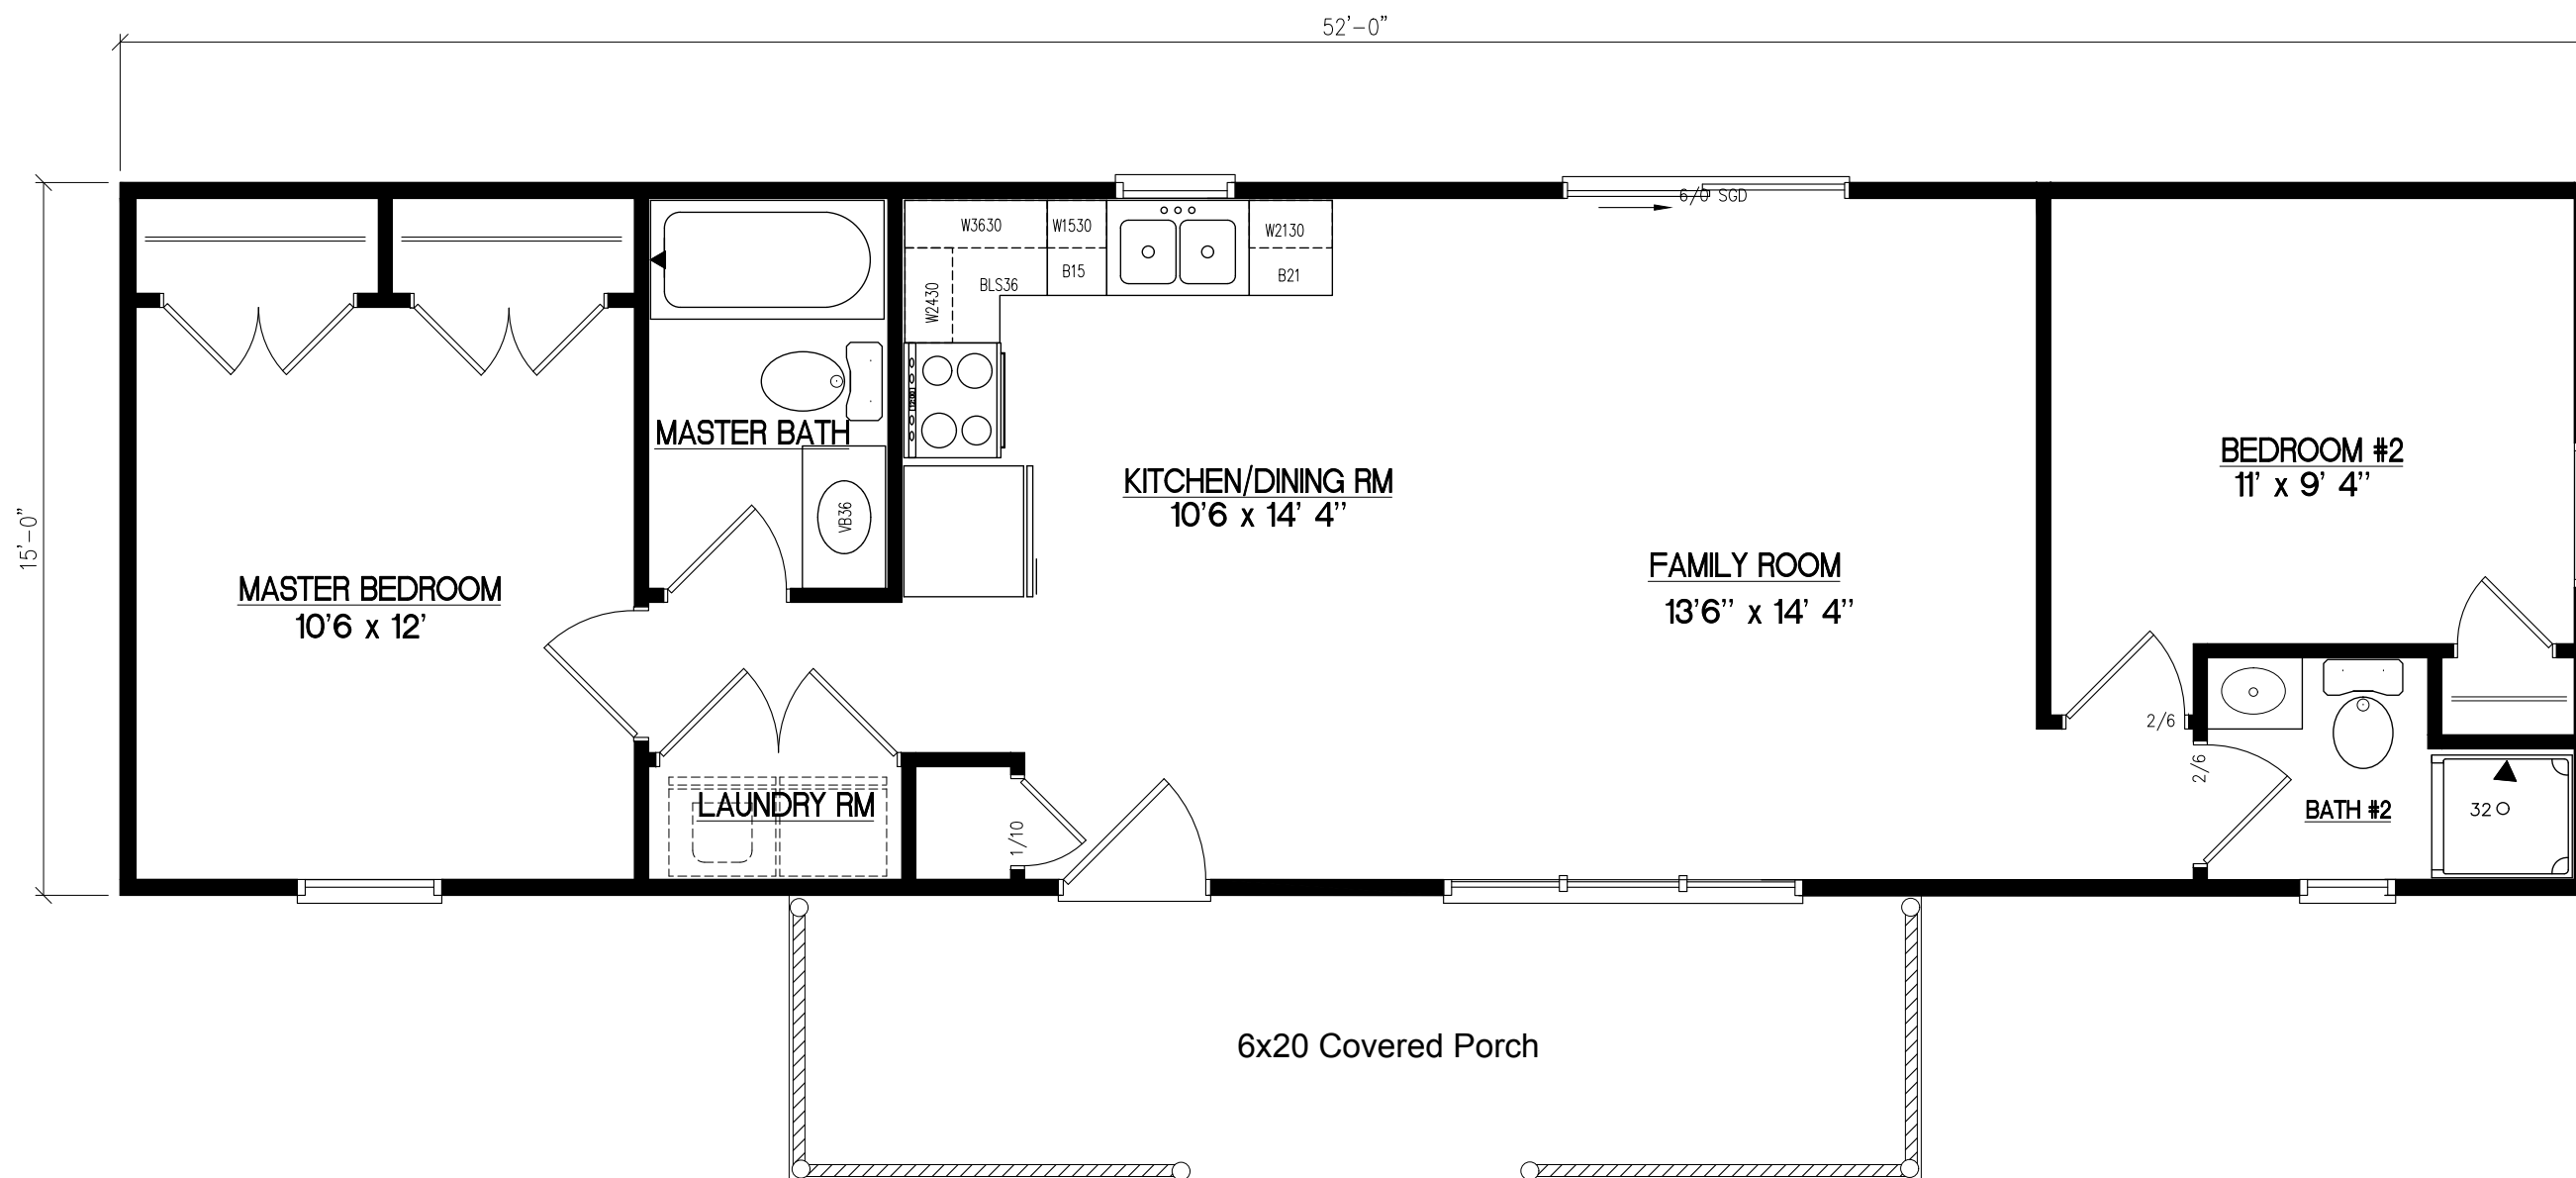 52'-0"
6/0 SGD
W3630
W1530
W2130
B15
B21
BLS36
W2430
MASTER BATH
BEDROOM #2
11' x 9' 4"
KITCHEN/DINING RM
10'6 x 14' 4"
VB36
15'-0"
FAMILY ROOM
13'6" x 14' 4"
MASTER BEDROOM
10'6 x 12'
2/6
2/6
LAUNDRY RM
1/10
BATH #2
32
6x20 Covered Porch